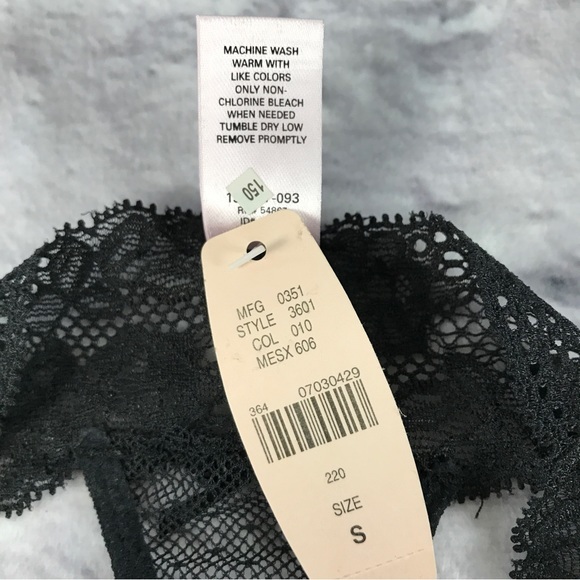 MACHINE WASH
WARM WITH
LIKE COLORS
ONLY NON-
CHLORINE BLEACH
WHEN NEEDED
TUMBLE DRY LOW
REMOVE PROMPTLY
150
-093
MFG 0351
STYLE 3601
COL 010
MESX 606
07030429
364
220
SIZE
S